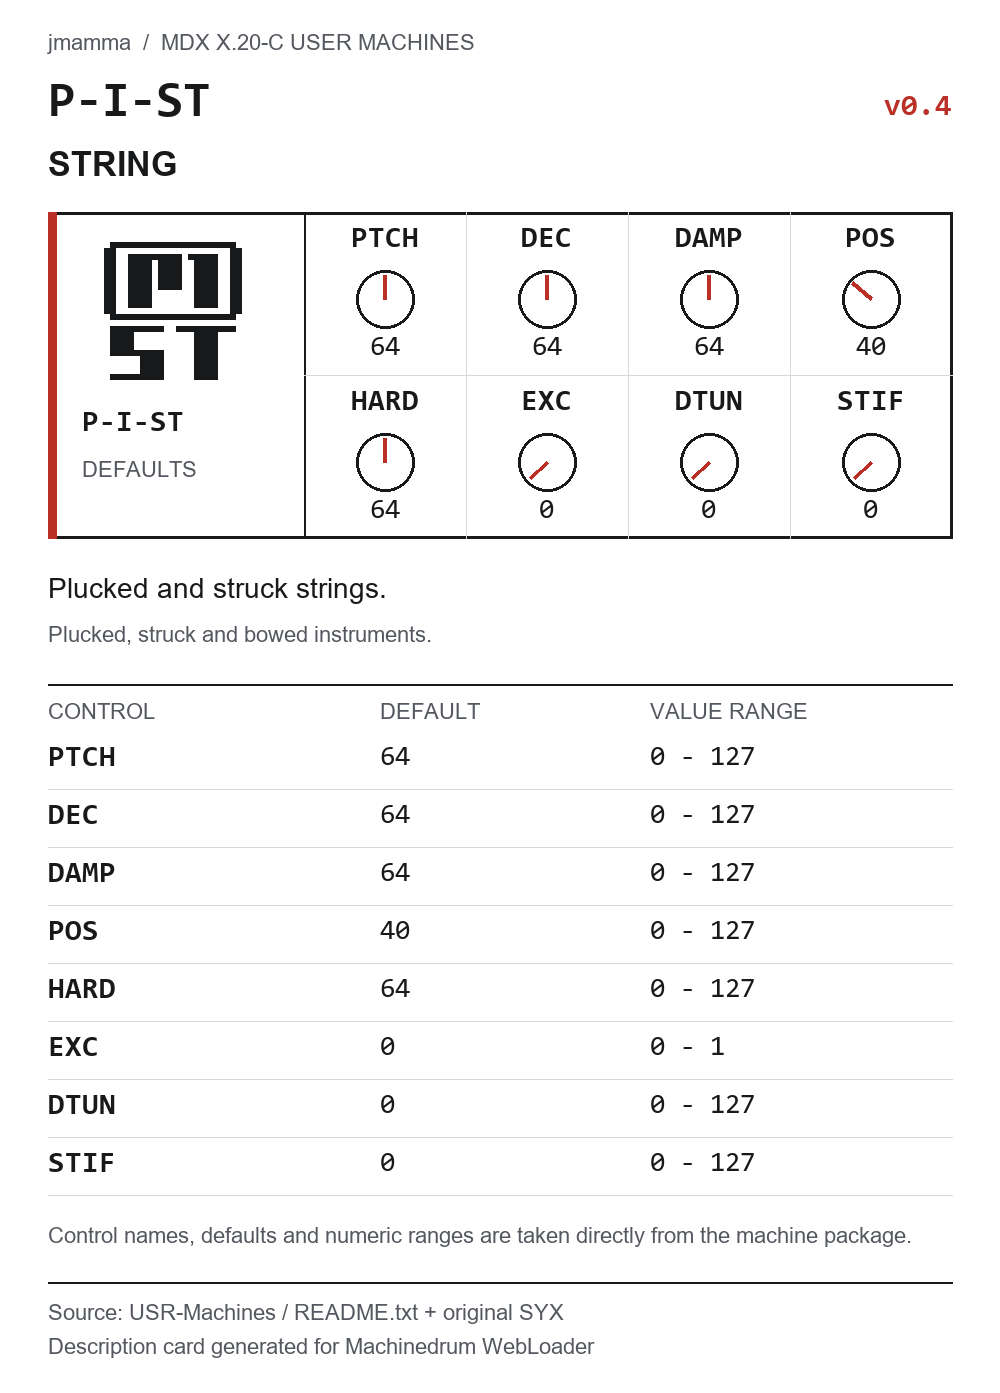 jmamma / MDX X.20-C USER MACHINES
P-I-ST
v0.4
STRING
PI
ST
P-I-ST
DEFAULTS
PTCH DEC DAMP POS
64 64 64 40
HARD EXC DTUN STIF
64 0 0 0
Plucked and struck strings.
Plucked, struck and bowed instruments.
CONTROL DEFAULT VALUE RANGE
PTCH 64 0 - 127
DEC 64 0 - 127
DAMP 64 0 - 127
POS 40 0 - 127
HARD 64 0 - 127
EXC 0 0 - 1
DTUN 0 0 - 127
STIF 0 0 - 127
Control names, defaults and numeric ranges are taken directly from the machine package.
Source: USR-Machines / README.txt + original SYX
Description card generated for Machinedrum WebLoader